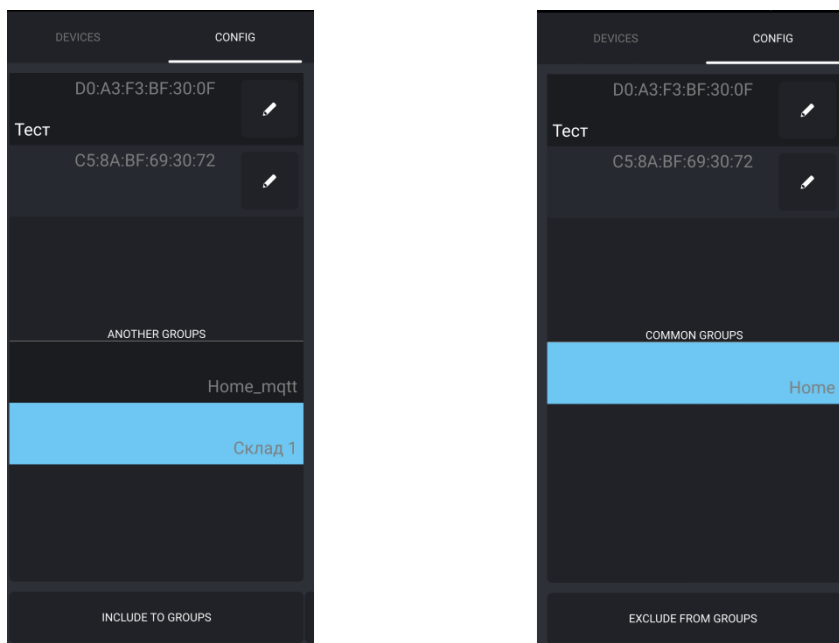 DEVICES CONFIG
D0:A3:F3:BF:30:0F
Тест
C5:8A:BF:69:30:72
ANOTHER GROUPS
Home_mqtt
Склад 1
INCLUDE TO GROUPS
DEVICES CONFIG
D0:A3:F3:BF:30:0F
Тест
C5:8A:BF:69:30:72
COMMON GROUPS
Home
EXCLUDE FROM GROUPS